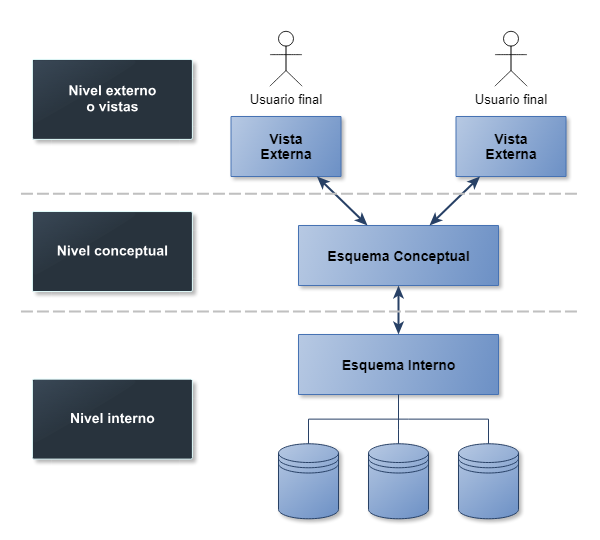 Usuario final
Usuario final
Nivel externo
o vistas
Vista
Externa
Vista
Externa
Nivel conceptual
Esquema Conceptual
Esquema Interno
Nivel interno